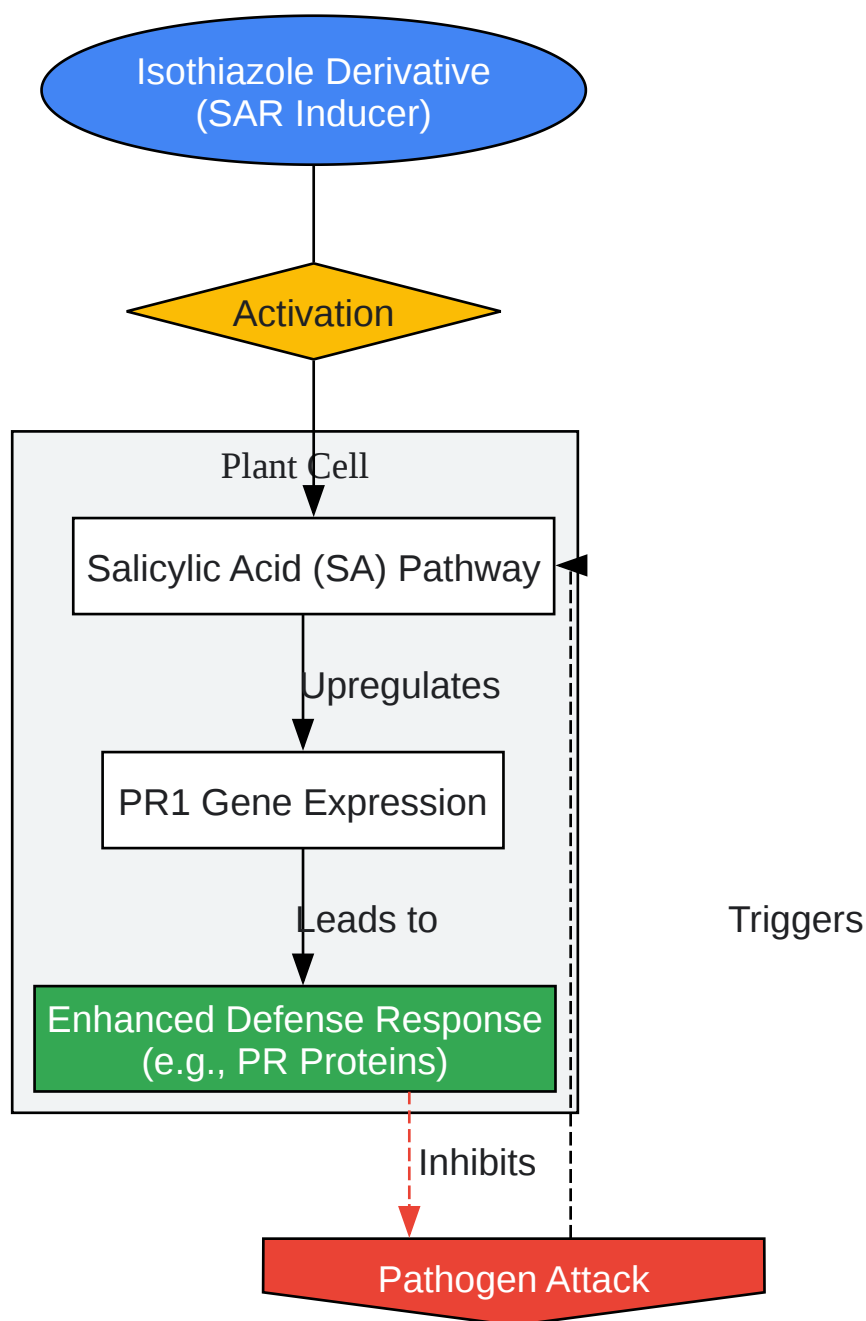 Isothiazole Derivative
(SAR Inducer)
Activation
Plant Cell
Salicylic Acid (SA) Pathway
Upregulates
PR1 Gene Expression
Leads to
Triggers
Enhanced Defense Response
(e.g., PR Proteins)
Inhibits
Pathogen Attack